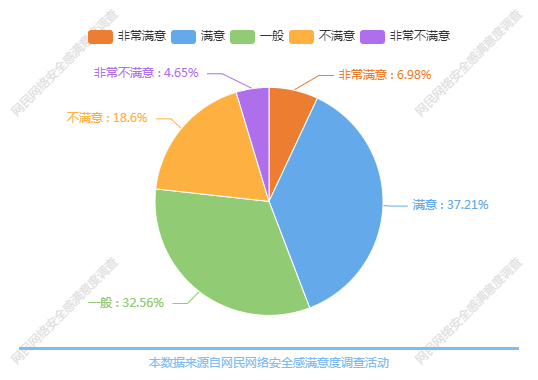 非常满意 满意 一般 不满意 非常不满意
非常不满意 : 4.65%
非常满意 : 6.98%
不满意 : 18.6%
满意 : 37.21%
一般 : 32.56%
网民网络安全感满意度调查
网民网络安全感满意度调查
网民网络安全感满意度调查
网民网络安全感满意度调查
本数据来源自网民网络安全感满意度调查活动